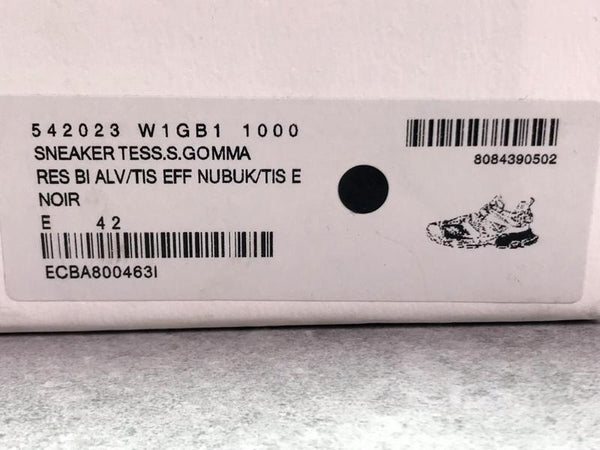 542023 W1GB1 1000
SNEAKER TESS.S.GOMMA
RES BI ALV/TIS EFF NUBUK/TIS E
NOIR
E 42
ECBA800463I
8084390502